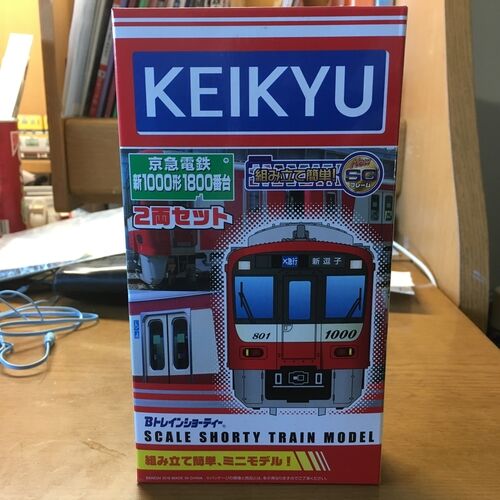 KEIKYU
京急電鉄
新1000形1800番台
2両セット
組み立て簡単!
New
SG
フレーム
急行
新逗子
801
1000
Bトレインショーティー
SCALE SHORTY TRAIN MODEL
組み立て簡単、ミニモデル!